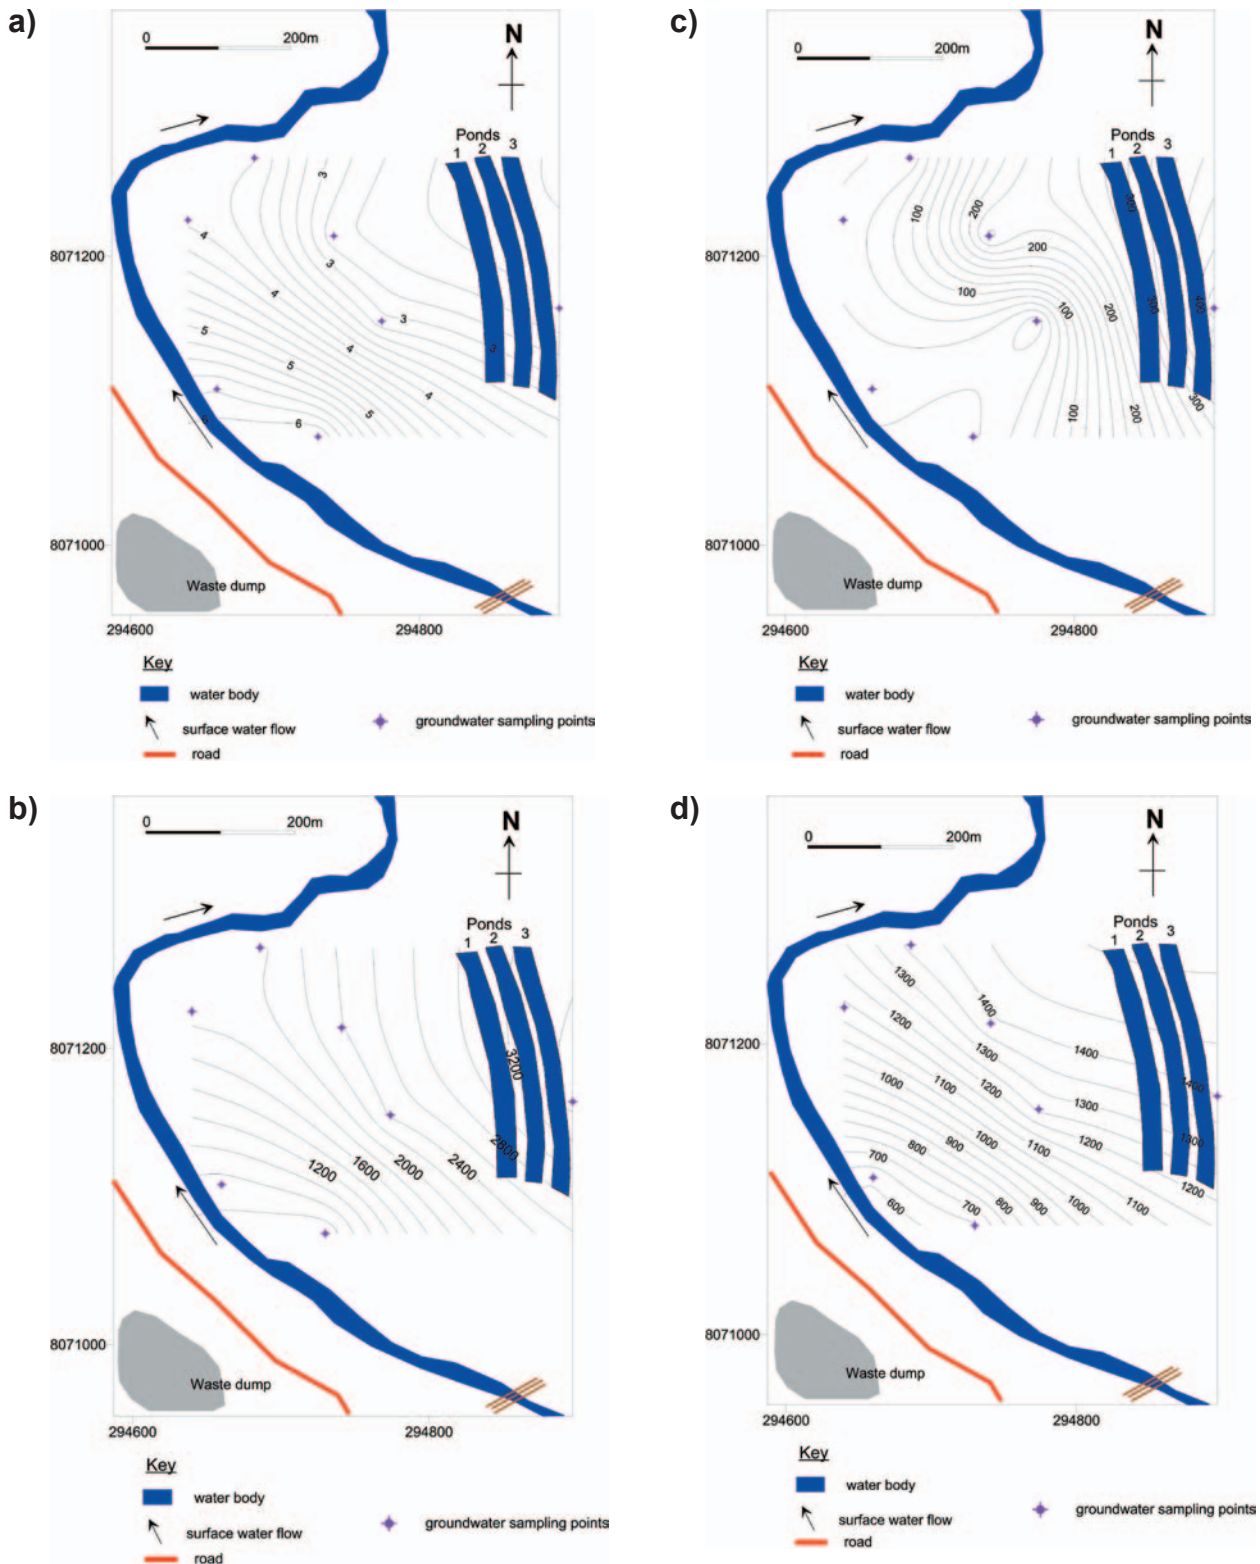 a)
0 200m
N
Ponds
1 2 3
3
4
3
4
3
5
4
3
5
4
6
5
8071200
8071000
Waste dump
294600 294800
Key
water body
surface water flow
road
groundwater sampling points
c)
0 200m
N
Ponds
1 2 3
100
200
300
200
100
100
200
300
400
300
100
200
8071200
8071000
Waste dump
294600 294800
Key
water body
surface water flow
road
groundwater sampling points
b)
0 200m
N
Ponds
1 2 3
3200
2800
1200 1600 2000 2400
8071200
8071000
Waste dump
294600 294800
Key
water body
surface water flow
road
groundwater sampling points
d)
0 200m
N
Ponds
1 2 3
1300
1400
1200
1300
1400
1400
1000
1100
1200
1300
1300
800
900
1000
1100
1200
1200
700
600
700
800
900
1000
1100
8071200
8071000
Waste dump
294600 294800
Key
water body
surface water flow
road
groundwater sampling points